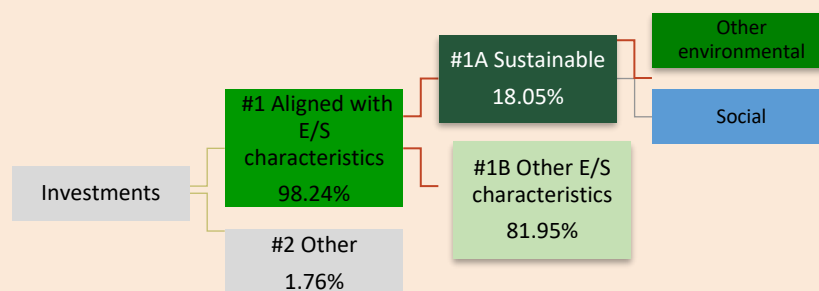 Investments
#1 Aligned with
E/S
characteristics
98.24%
#2 Other
1.76%
#1A Sustainable
18.05%
#1B Other E/S
characteristics
81.95%
Other
environmental
Social